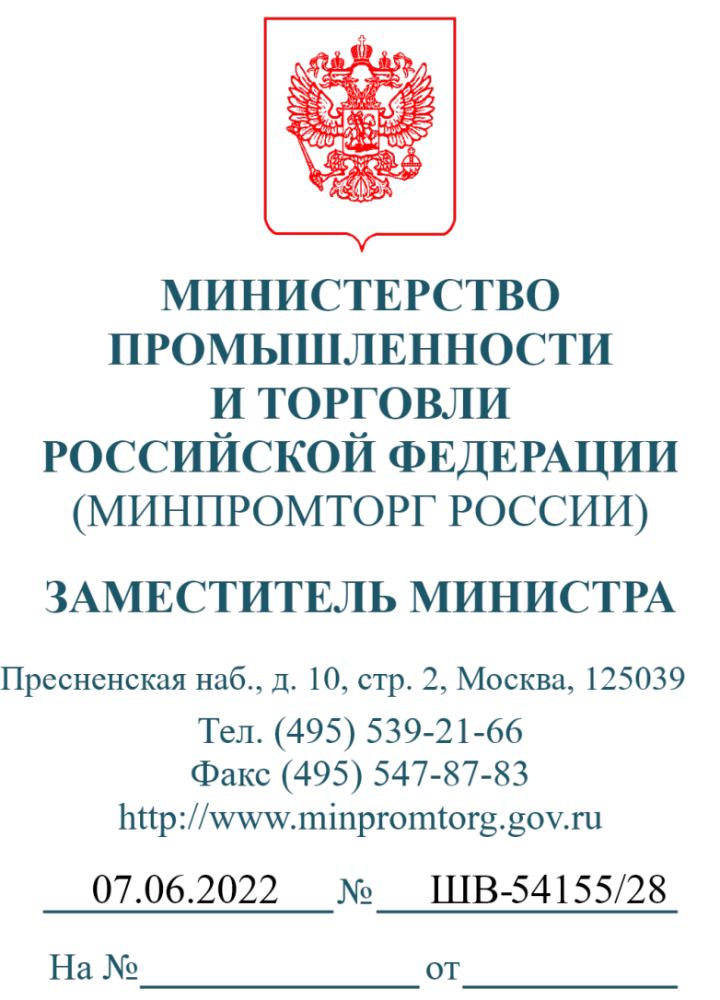 МИНИСТЕРСТВО
ПРОМЫШЛЕННОСТИ
И ТОРГОВЛИ
РОССИЙСКОЙ ФЕДЕРАЦИИ
(МИНПРОМТОРГ РОССИИ)
ЗАМЕСТИТЕЛЬ МИНИСТРА
Пресненская наб., д. 10, стр. 2, Москва, 125039
Тел. (495) 539-21-66
Факс (495) 547-87-83
http://www.minpromtorg.gov.ru
07.06.2022 № ШВ-54155/28
На № от